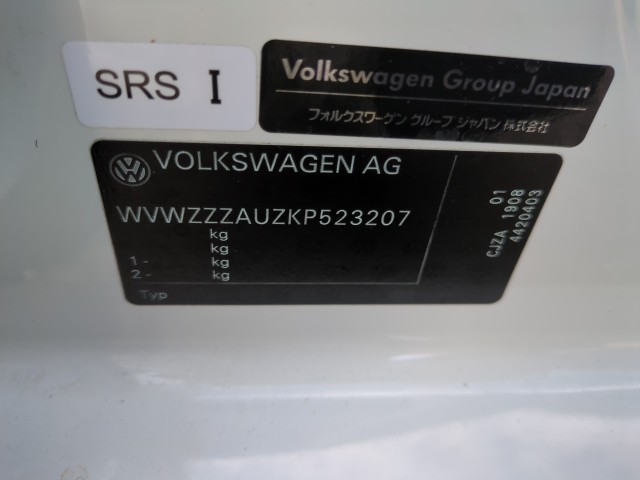 SRS I
Volkswagen Group Japan
フォルクスワーゲン グループ ジャパン 株式会社
VOLKSWAGEN AG
WVWZZZAUZKP523207
kg
kg
1 - kg
2 - kg
Typ
01
CJZA 1908
4420403